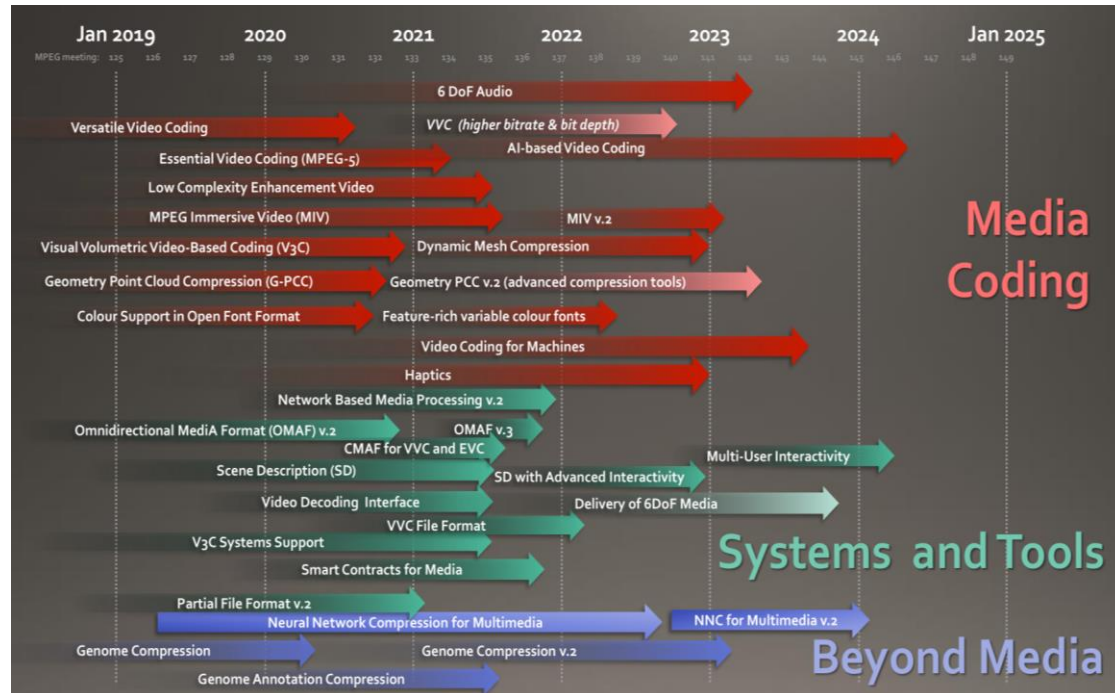 Jan 2019 2020 2021 2022 2023 2024 Jan 2025
MPEG meeting: 125 126 127 128 129 130 131 132 133 134 135 136 137 138 139 140 141 142 143 144 145 146 147 148 149
6 DoF Audio
Versatile Video Coding
VVC (higher bitrate & bit depth)
AI-based Video Coding
Essential Video Coding (MPEG-5)
Low Complexity Enhancement Video
MPEG Immersive Video (MIV)
MIV v.2
Media
Coding
Visual Volumetric Video-Based Coding (V3C)
Dynamic Mesh Compression
Geometry Point Cloud Compression (G-PCC)
Geometry PCC v.2 (advanced compression tools)
Colour Support in Open Font Format
Feature-rich variable colour fonts
Video Coding for Machines
Haptics
Network Based Media Processing v.2
Omnidirectional MediA Format (OMAF) v.2
OMAF v.3
CMAF for VVC and EVC
Multi-User Interactivity
Scene Description (SD)
SD with Advanced Interactivity
Video Decoding Interface
Delivery of 6DoF Media
VVC File Format
V3C Systems Support
Systems and Tools
Smart Contracts for Media
Partial File Format v.2
Neural Network Compression for Multimedia
NNC for Multimedia v.2
Genome Compression
Genome Compression v.2
Beyond Media
Genome Annotation Compression